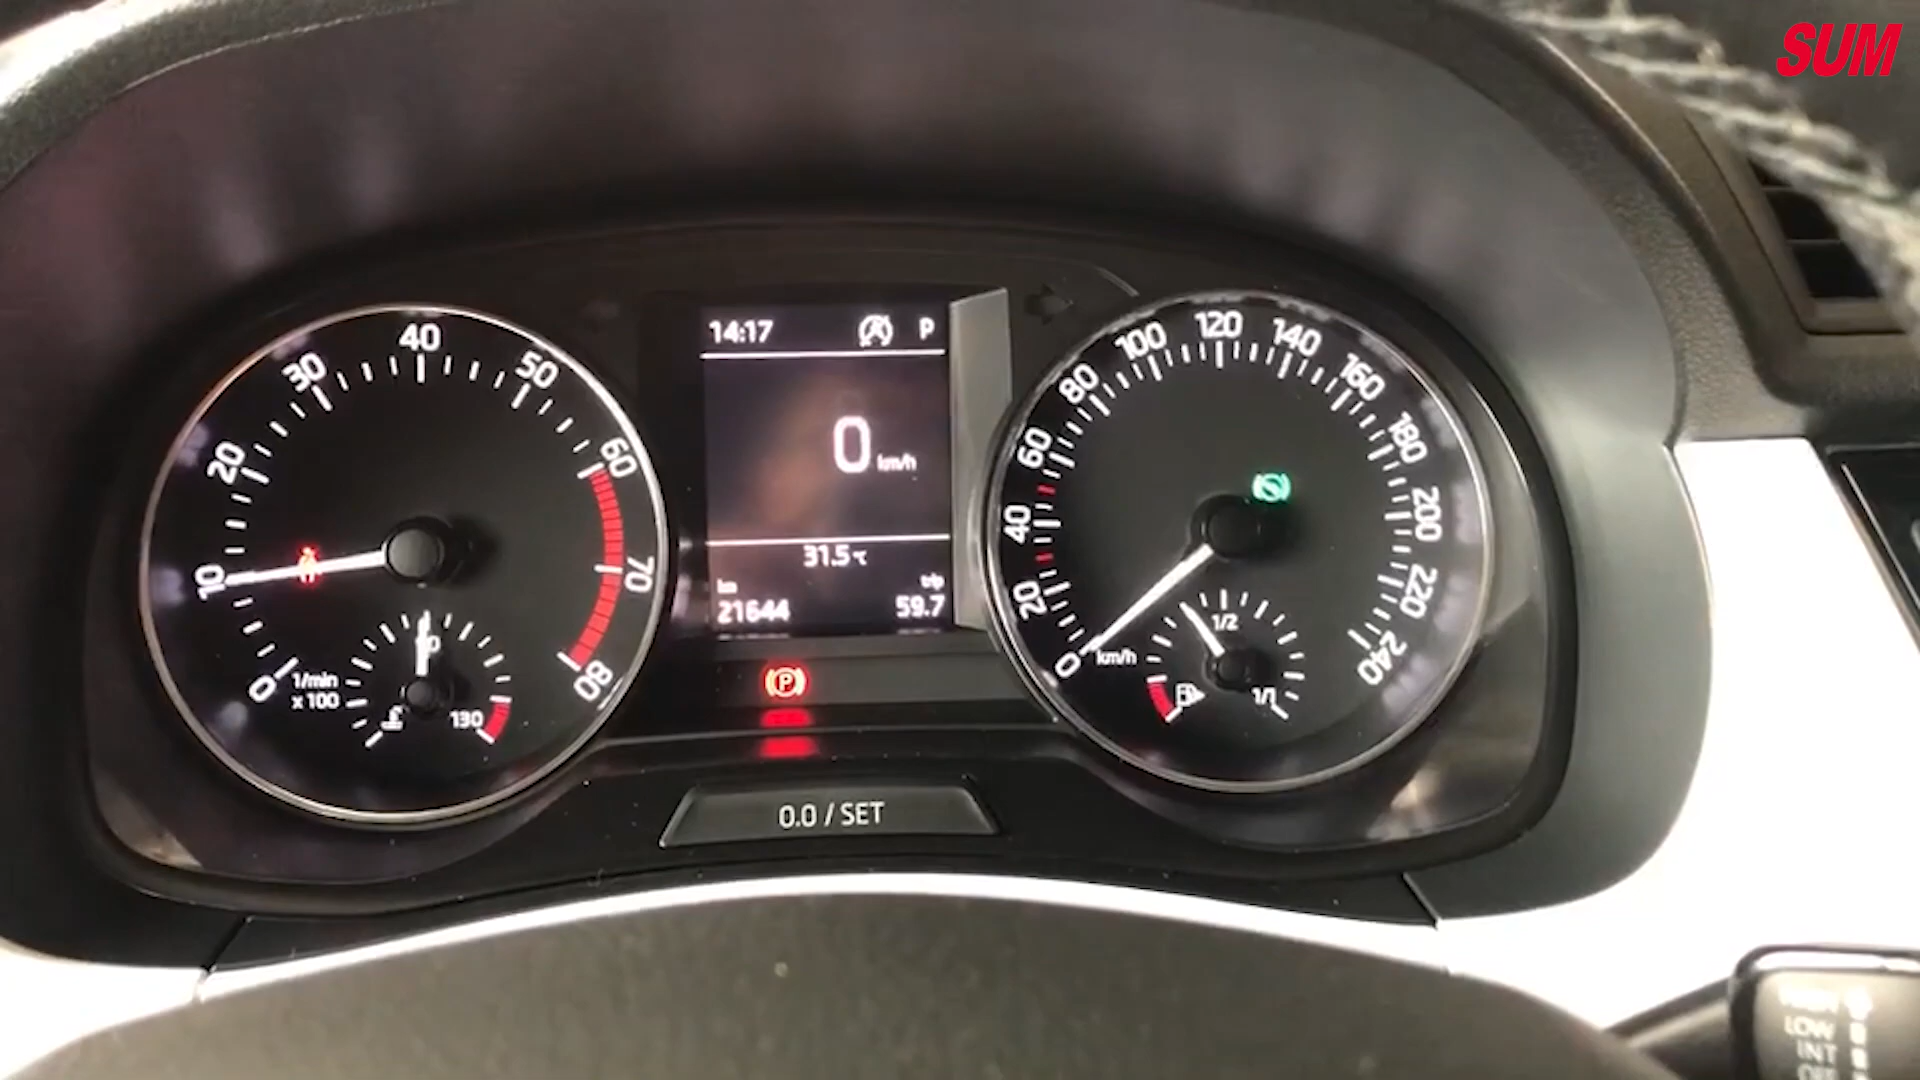 SUM
14:17 P
0 km/h
31.5 °C
km trip
21644 59.7
0 10 20 30 40 50 60 70 80
1/min
x 100
130
0 20 40 60 80 100 120 140 160 180 200 220 240
km/h
1/2
1/1
P
0.0 / SET
LOW
INT